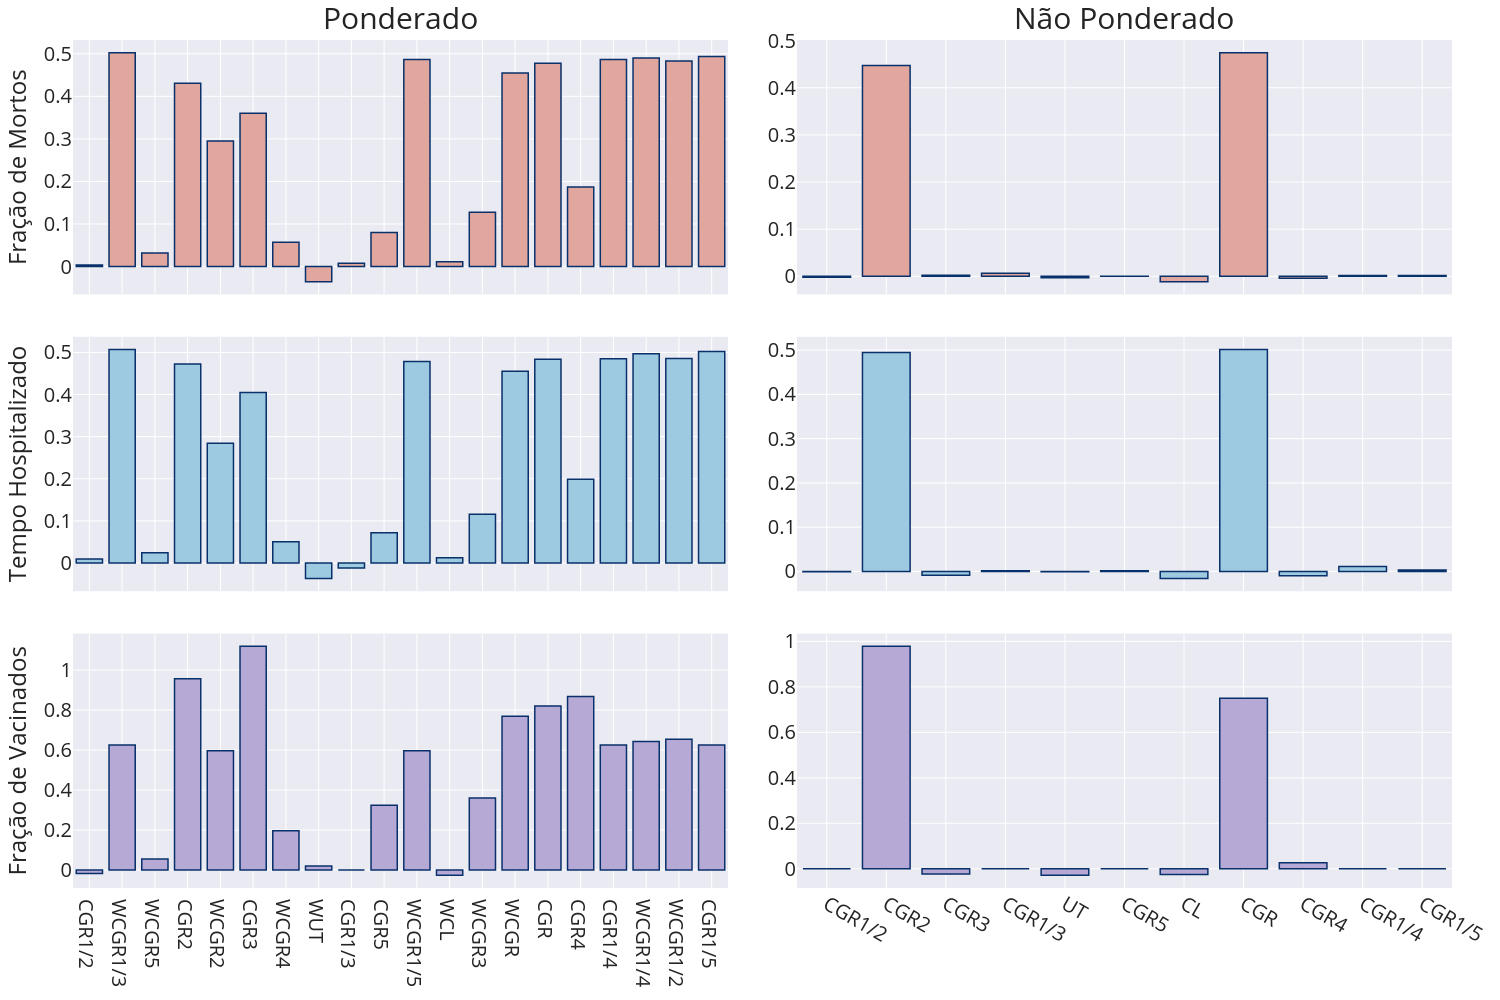 Ponderado
Não Ponderado
Fração de Mortos
0.5
0.4
0.3
0.2
0.1
0
0.5
0.4
0.3
0.2
0.1
0
Tempo Hospitalizado
0.5
0.4
0.3
0.2
0.1
0
0.5
0.4
0.3
0.2
0.1
0
Fração de Vacinados
1
0.8
0.6
0.4
0.2
0
1
0.8
0.6
0.4
0.2
0
CGR1/2
WCGR1/3
WCGR5
CGR2
WCGR2
CGR3
WCGR4
WUT
CGR1/3
CGR5
WCGR1/5
WCL
WCGR3
WCGR
CGR
CGR4
CGR1/4
WCGR1/4
WCGR1/2
CGR1/5
CGR1/2
CGR2
CGR3
CGR1/3
UT
CGR5
CL
CGR
CGR4
CGR1/4
CGR1/5